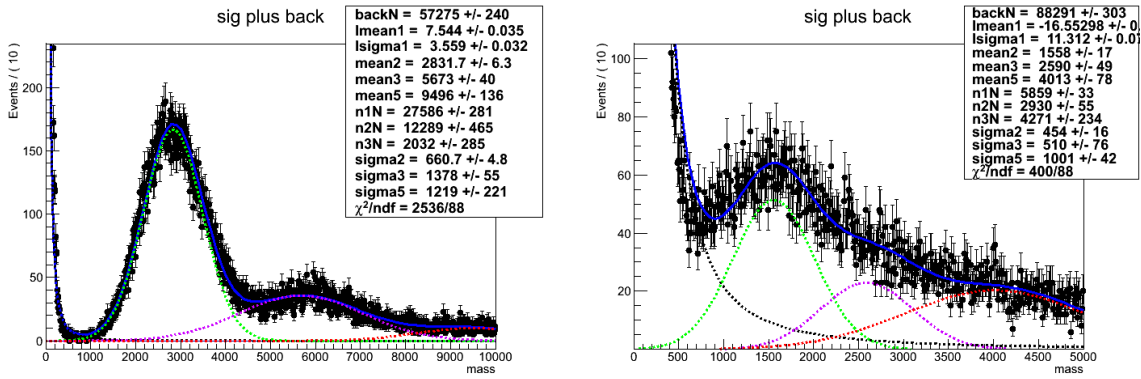 sig plus back
backN = 57275 +/- 240
lmean1 = 7.544 +/- 0.035
lsigma1 = 3.559 +/- 0.032
mean2 = 2831.7 +/- 6.3
mean3 = 5673 +/- 40
mean5 = 9496 +/- 136
n1N = 27586 +/- 281
n2N = 12289 +/- 465
n3N = 2032 +/- 285
sigma2 = 660.7 +/- 4.8
sigma3 = 1378 +/- 55
sigma5 = 1219 +/- 221
χ²/ndf = 2536/88
Events / ( 10 )
200
150
100
50
0
0 1000 2000 3000 4000 5000 6000 7000 8000 9000 10000
mass
sig plus back
backN = 88291 +/- 303
lmean1 = -16.55298 +/- 0.
lsigma1 = 11.312 +/- 0.0
mean2 = 1558 +/- 17
mean3 = 2590 +/- 49
mean5 = 4013 +/- 78
n1N = 5859 +/- 33
n2N = 2930 +/- 55
n3N = 4271 +/- 234
sigma2 = 454 +/- 16
sigma3 = 510 +/- 76
sigma5 = 1001 +/- 42
χ²/ndf = 400/88
Events / ( 10 )
100
80
60
40
20
0 500 1000 1500 2000 2500 3000 3500 4000 4500 5000
mass